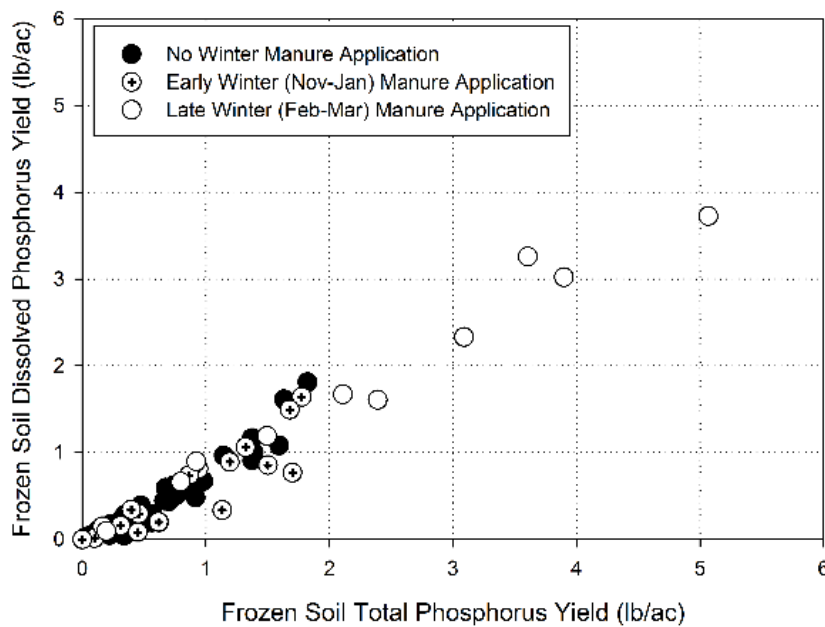 6
5
4
3
2
1
0
No Winter Manure Application
Early Winter (Nov-Jan) Manure Application
Late Winter (Feb-Mar) Manure Application
Frozen Soil Dissolved Phosphorus Yield (lb/ac)
0 1 2 3 4 5 6
Frozen Soil Total Phosphorus Yield (lb/ac)